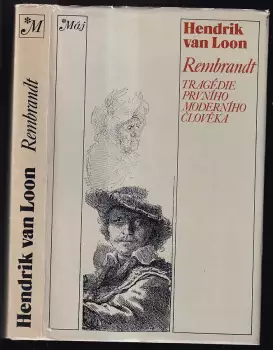 *M
Hendrik van Loon Rembrandt
*Máj
Hendrik
van Loon
Rembrandt
TRAGÉDIE
PRVNÍHO
MODERNÍHO
ČLOVĚKA